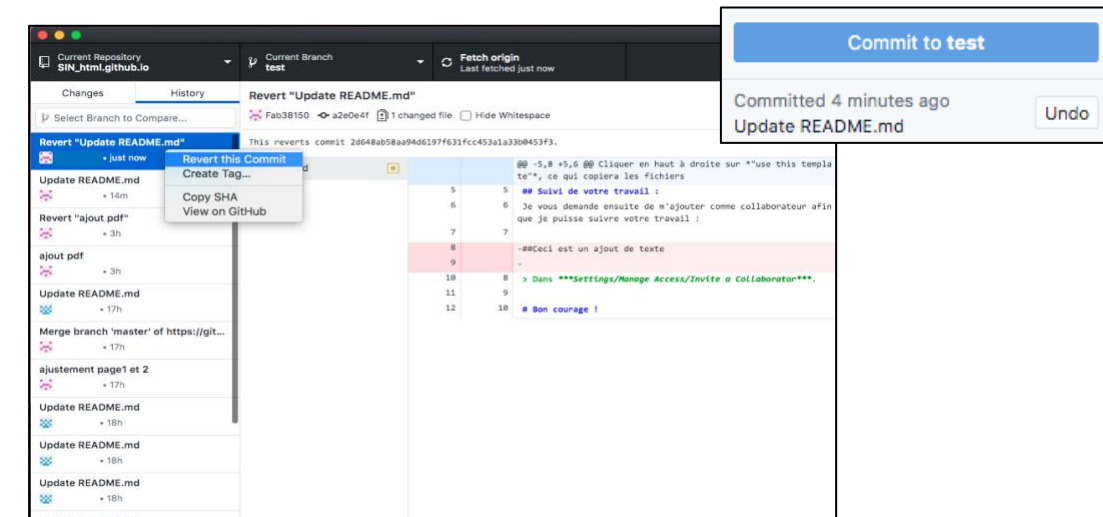 Current Repository
SIN_html.github.io
Current Branch
test
Fetch origin
Last fetched just now
Changes
History
Select Branch to Compare...
Revert "Update README.md"
• just now
Update README.md
• 14m
Revert "ajout pdf"
• 3h
ajout pdf
• 3h
Update README.md
• 17h
Merge branch 'master' of https://git...
• 17h
ajustement page1 et 2
• 17h
Update README.md
• 18h
Update README.md
• 18h
Update README.md
• 18h
Revert this Commit
Create Tag...
Copy SHA
View on GitHub
Revert "Update README.md"
Fab38150 a2e0e4f 1 changed file Hide Whitespace
This reverts commit 2d648ab58aa94d6197f631fcc453a1a33b0453f3.
d
@@ -5,8 +5,6 @@ Cliquer en haut à droite sur *"use this templa
te"*, ce qui copiera les fichiers
5 5 ## Suivi de votre travail :
6 6 Je vous demande ensuite de m'ajouter comme collaborateur afin
que je puisse suivre votre travail :
7 7
8 -##Ceci est un ajout de texte
9 -
10 8 > Dans ***Settings/Manage Access/Invite a Collaborator***.
11 9
12 10 # Bon courage !
Commit to test
Committed 4 minutes ago
Update README.md
Undo